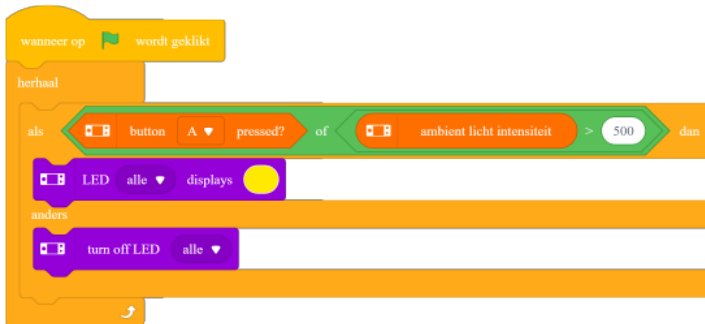 wanneer op wordt geklikt
herhaal
als button A pressed? of ambient licht intensiteit > 500 dan
LED alle displays
anders
turn off LED alle